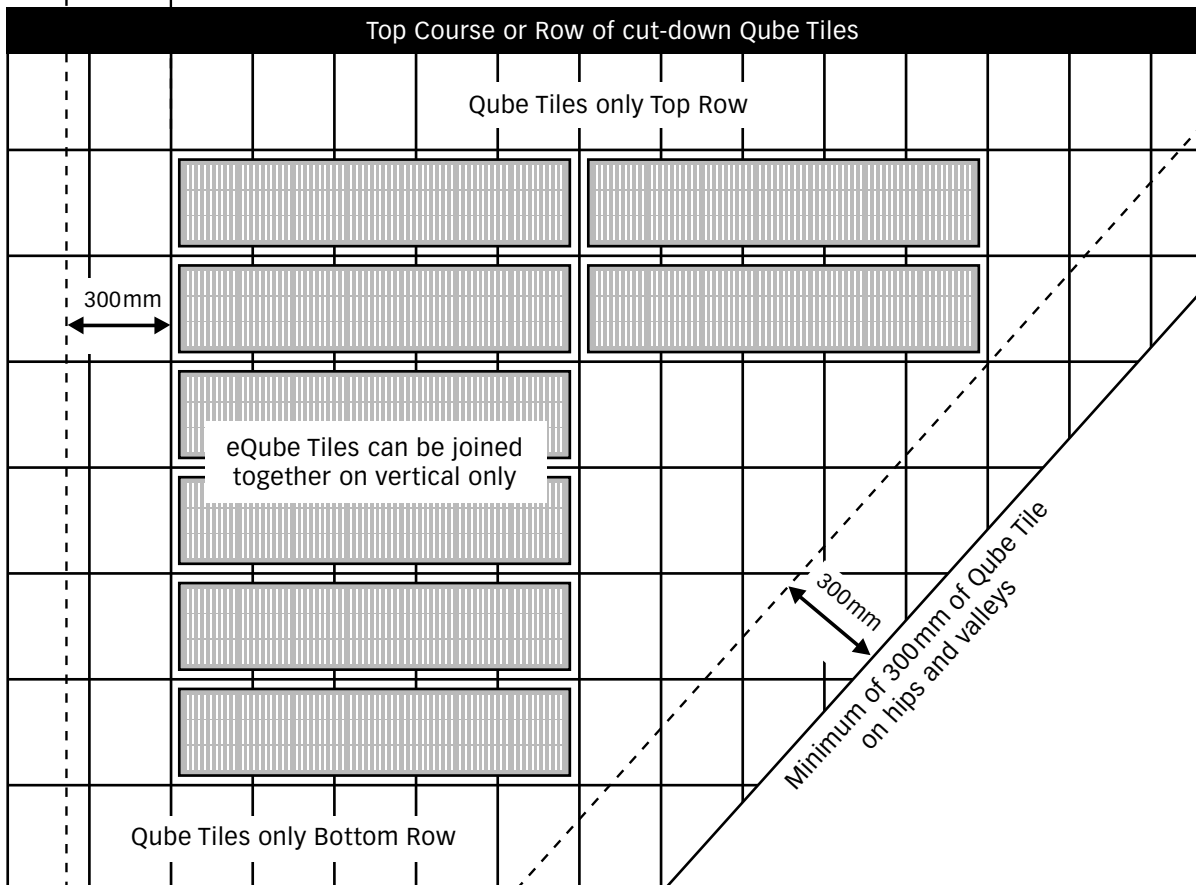 Top Course or Row of cut-down Qube Tiles
Qube Tiles only Top Row
300mm
eQube Tiles can be joined
together on vertical only
300mm
Minimum of 300mm of Qube Tile
on hips and valleys
Qube Tiles only Bottom Row